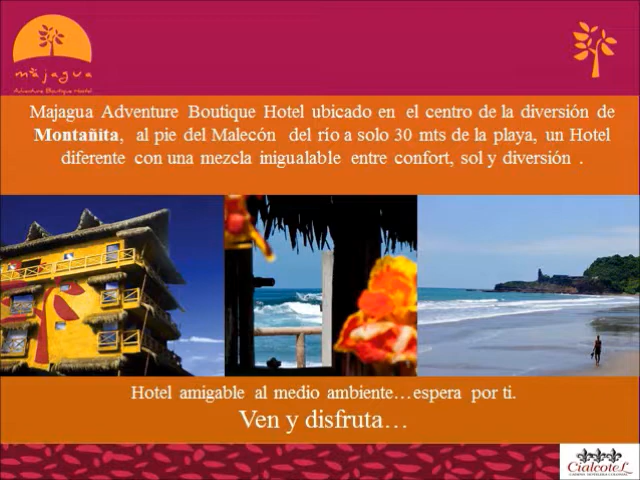 majagua
Adventure Boutique Hostel
Majagua Adventure Boutique Hotel ubicado en el centro de la diversión de
Montañita, al pie del Malecón del río a solo 30 mts de la playa, un Hotel
diferente con una mezcla inigualable entre confort, sol y diversión .
Hotel amigable al medio ambiente…espera por ti.
Ven y disfruta…
Cialcotel